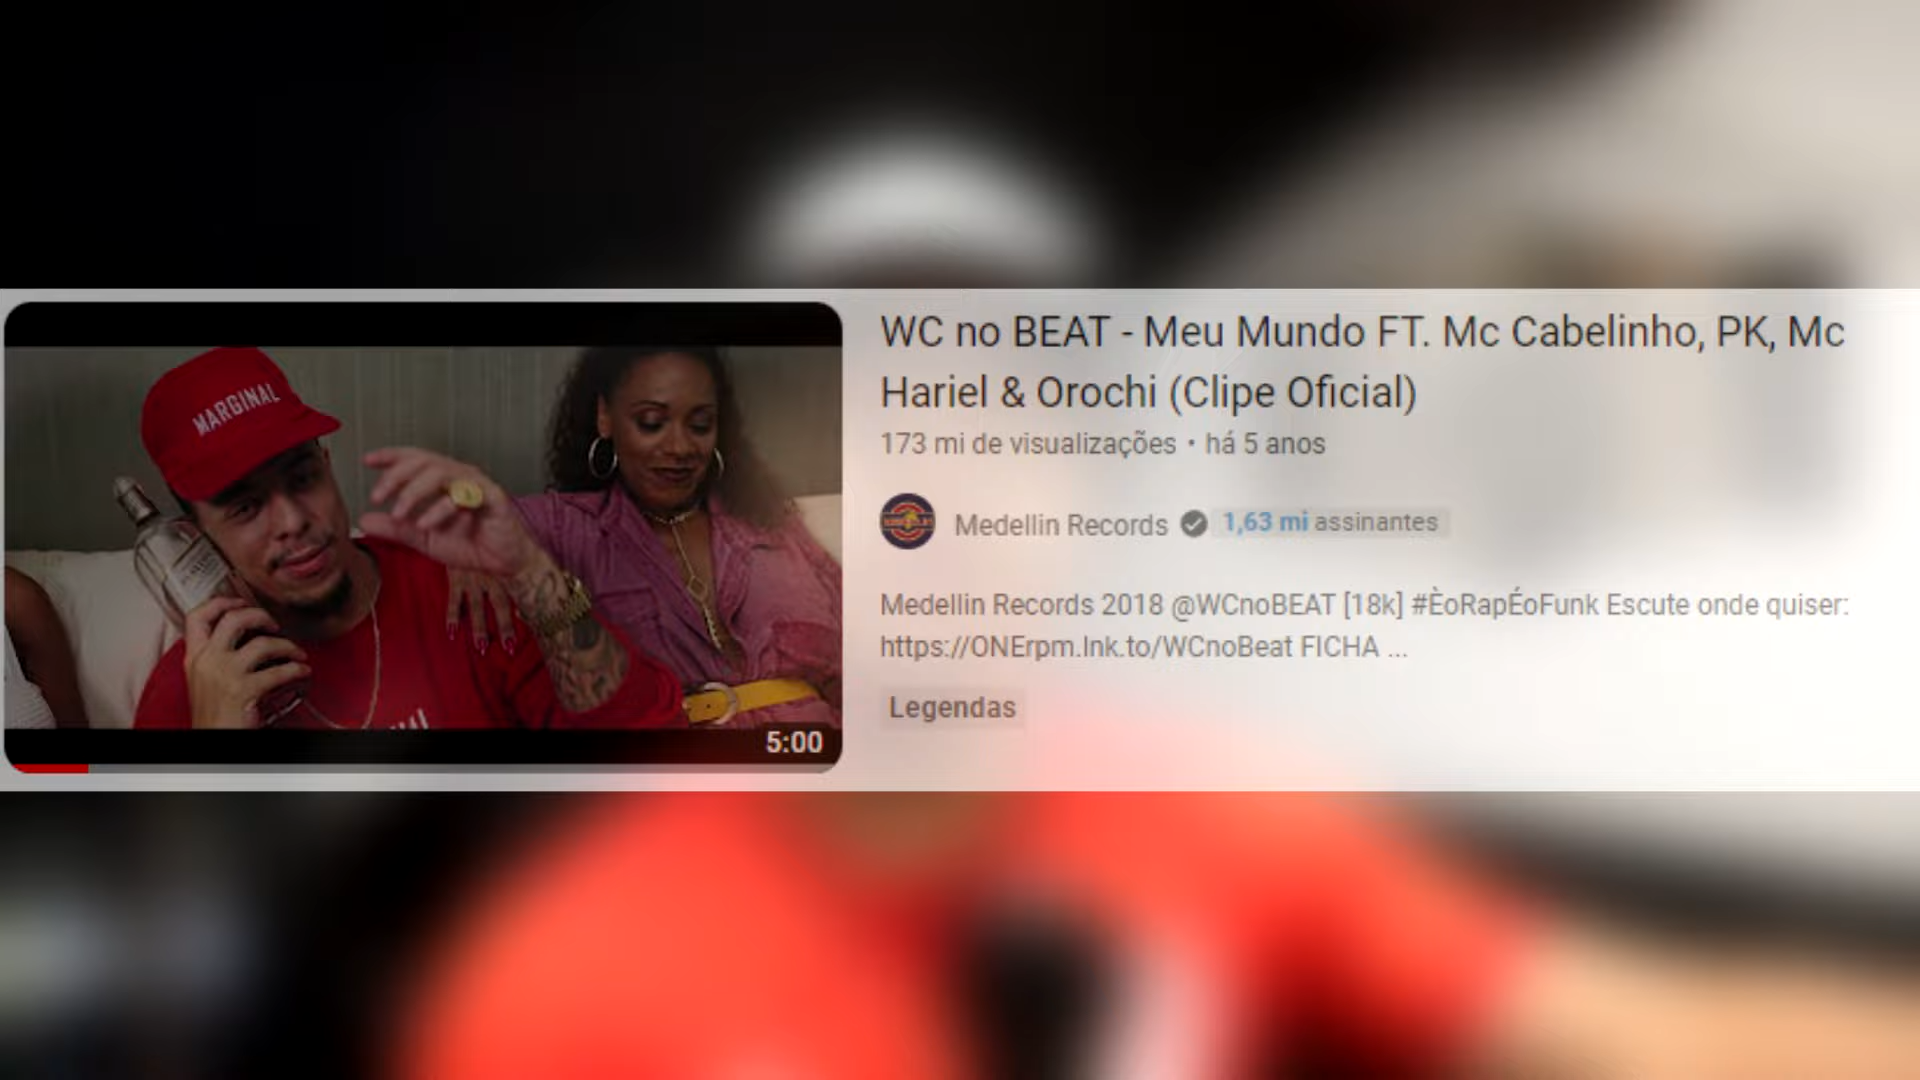 MARGINAL
5:00
WC no BEAT - Meu Mundo FT. Mc Cabelinho, PK, Mc
Hariel & Orochi (Clipe Oficial)
173 mi de visualizações • há 5 anos
Medellin Records 1,63 mi assinantes
Medellin Records 2018 @WCnoBEAT [18k] #ÈoRapÉoFunk Escute onde quiser:
https://ONErpm.lnk.to/WCnoBeat FICHA ...
Legendas